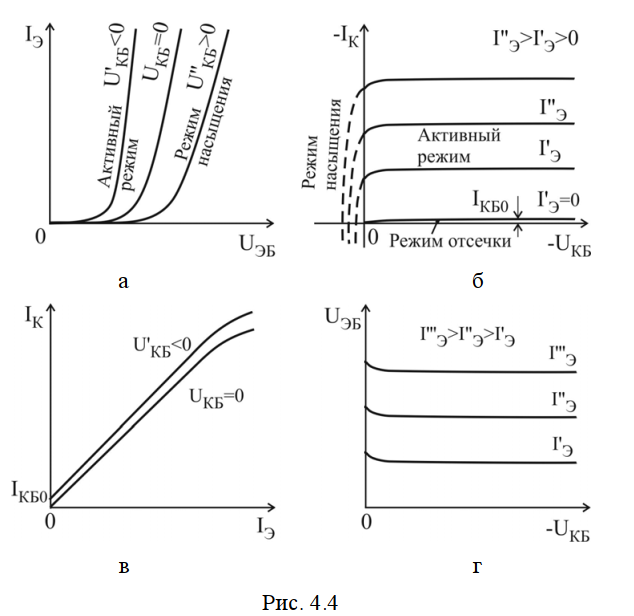 Iэ
U'КБ<0
UКБ=0
U"КБ>0
Активный
режим
Режим
насыщения
0
UЭБ
а
-IК
I"Э>I'Э>0
Режим
насыщения
I"Э
Активный
режим
I'Э
IКБ0
I'Э=0
0
Режим отсечки
-UКБ
б
IК
U'КБ<0
UКБ=0
IКБ0
0
IЭ
в
UЭБ
I'''Э>I"Э>I'Э
I'''Э
I"Э
I'Э
0
-UКБ
г
Рис. 4.4